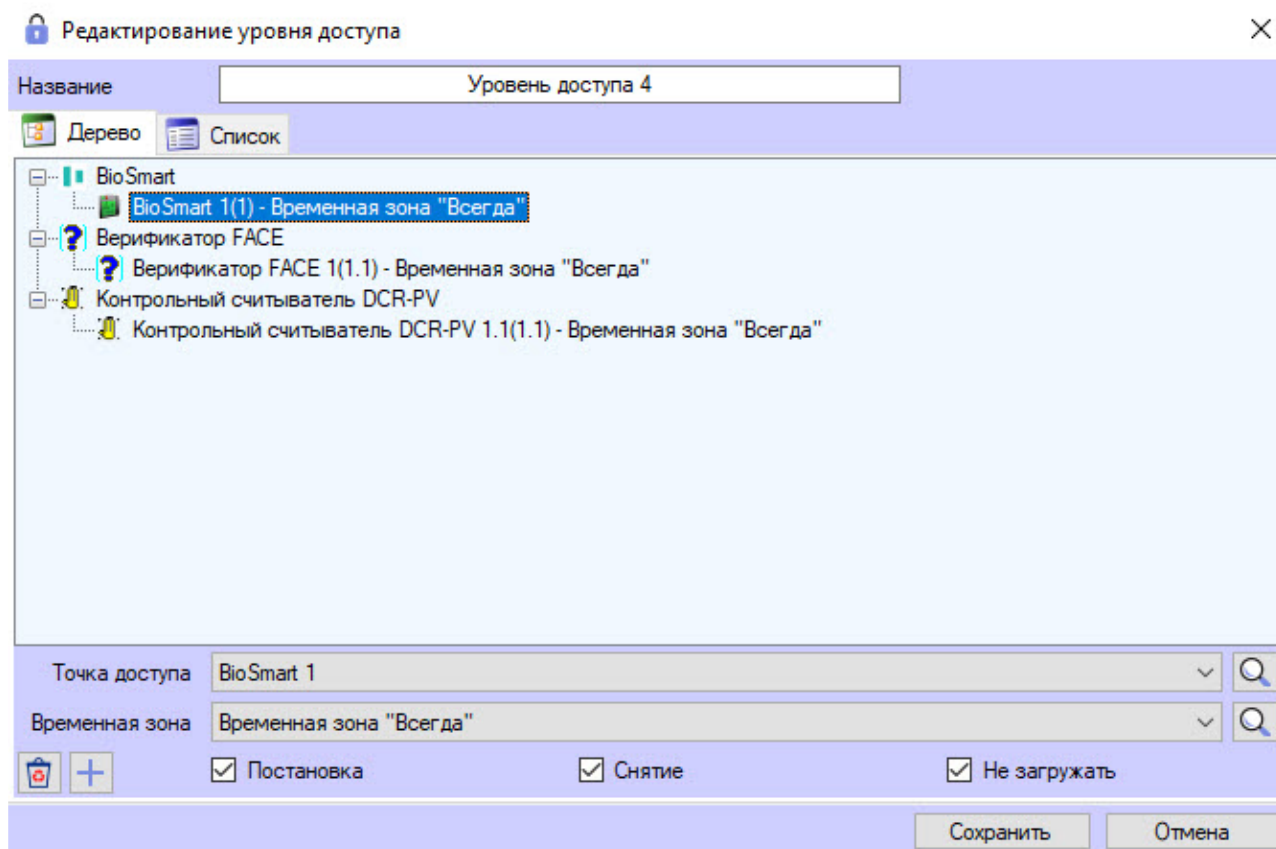 Редактирование уровня доступа
Название
Уровень доступа 4
Дерево
Список
BioSmart
BioSmart 1(1) - Временная зона "Всегда"
Верификатор FACE
Верификатор FACE 1(1.1) - Временная зона "Всегда"
Контрольный считыватель DCR-PV
Контрольный считыватель DCR-PV 1.1(1.1) - Временная зона "Всегда"
Точка доступа
BioSmart 1
Временная зона
Временная зона "Всегда"
Постановка
Снятие
Не загружать
Сохранить
Отмена